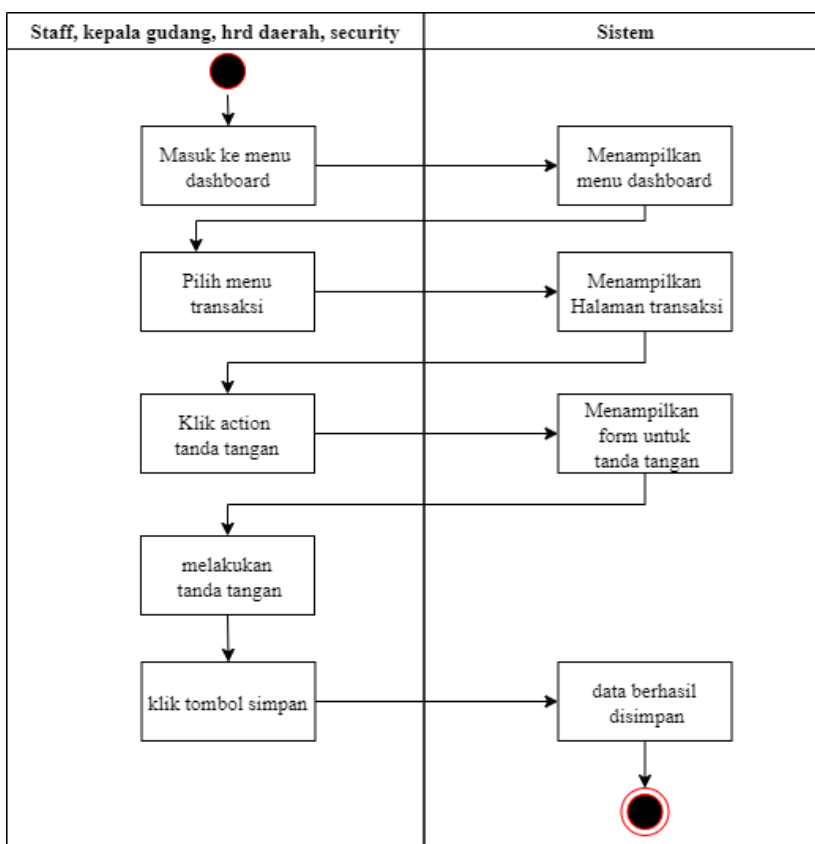 Staff, kepala gudang, hrd daerah, security
Sistem
Masuk ke menu
dashboard
Menampilkan
menu dashboard
Pilih menu
transaksi
Menampilkan
Halaman transaksi
Klik action
tanda tangan
Menampilkan
form untuk
tanda tangan
melakukan
tanda tangan
klik tombol simpan
data berhasil
disimpan